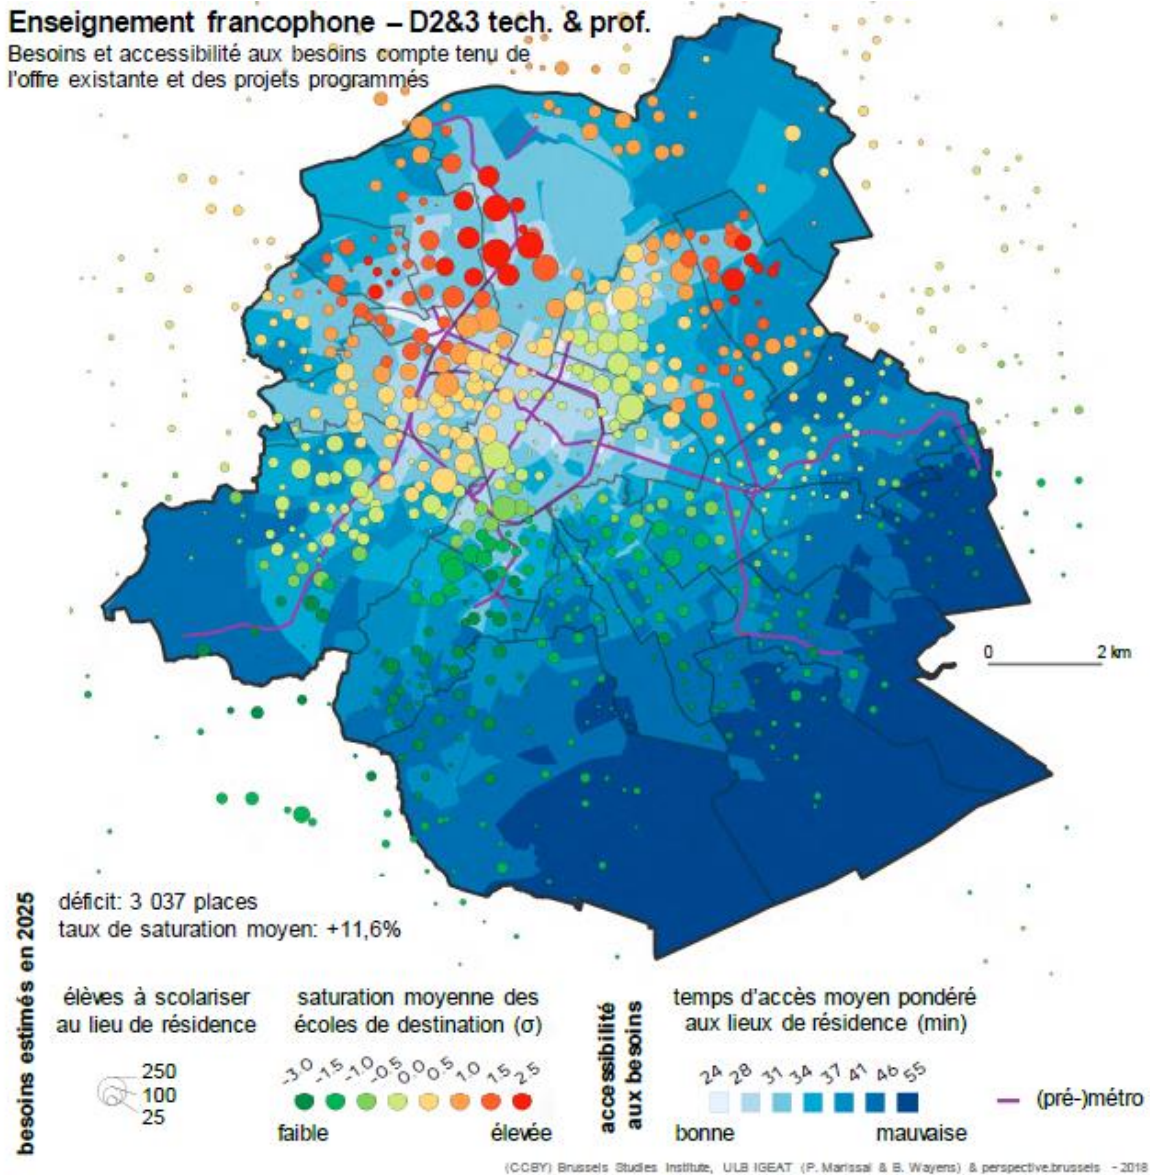 Enseignement francophone – D2&3 tech. & prof.
Besoins et accessibilité aux besoins compte tenu de
l'offre existante et des projets programmés
0 2 km
besoins estimés en 2025
déficit: 3 037 places
taux de saturation moyen: +11,6%
élèves à scolariser
au lieu de résidence
250
100
25
saturation moyenne des
écoles de destination (σ)
-3.0 -1.5 -1.0 -0.5 0.0 0.5 1.0 1.5 2.5
faible élevée
accessibilité
aux besoins
temps d'accès moyen pondéré
aux lieux de résidence (min)
24 28 31 34 37 41 46 55
bonne mauvaise
(pré-)métro
(CCBY) Brussels Studies Institute, ULB IGEAT (P. Marissal & B. Wayens) & perspective.brussels - 2018